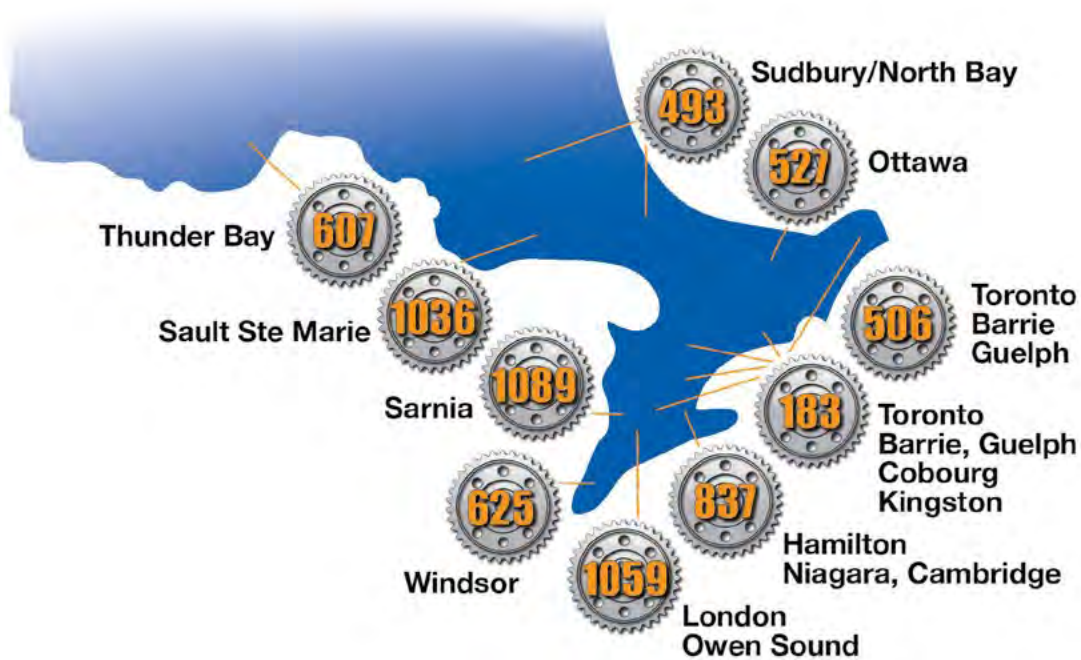 Sudbury/North Bay
493
527
Ottawa
Thunder Bay
607
Sault Ste Marie
1036
506
Toronto
Barrie
Guelph
Sarnia
1089
183
Toronto
Barrie, Guelph
Cobourg
Kingston
625
Windsor
837
Hamilton
Niagara, Cambridge
1059
London
Owen Sound